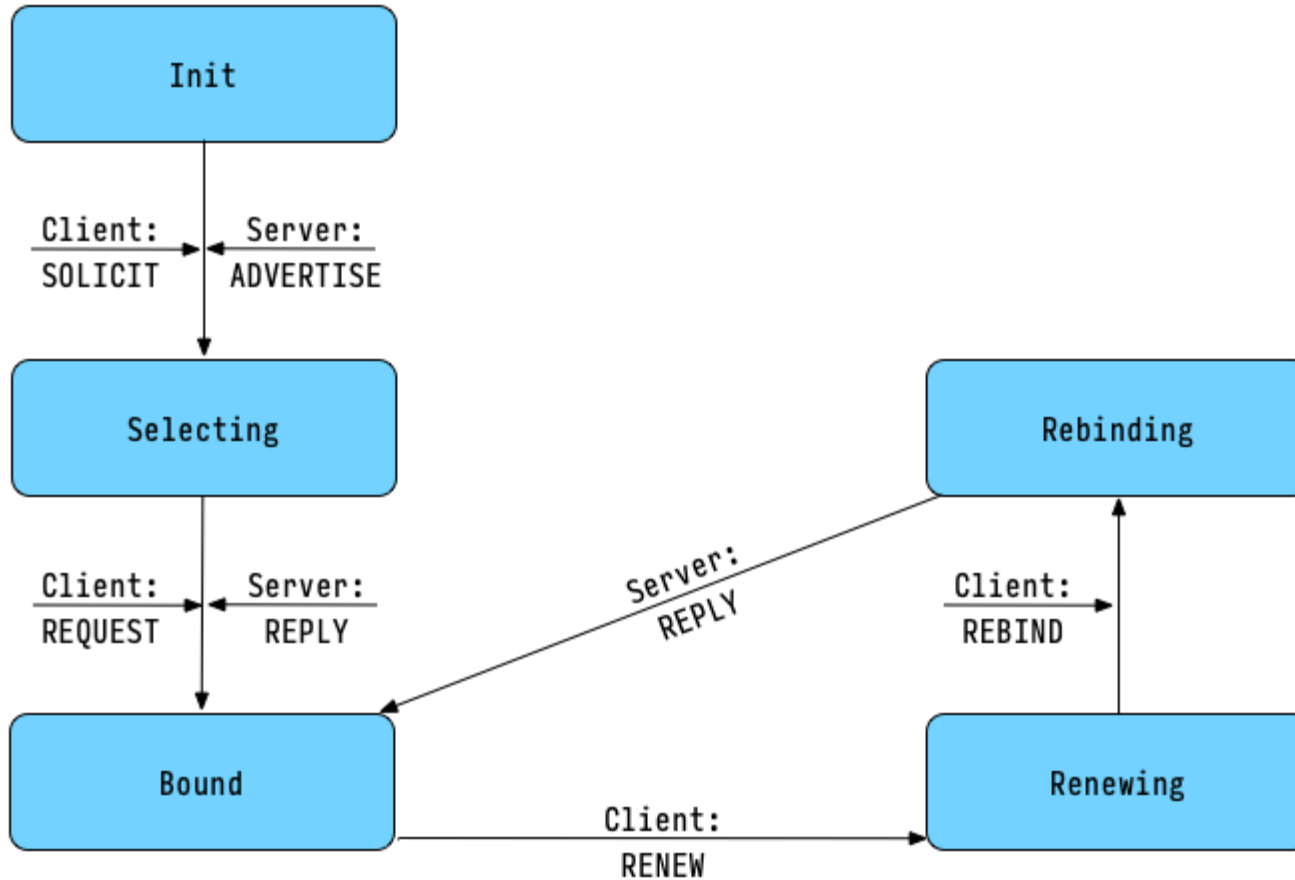 Init
Client:
SOLICIT
Server:
ADVERTISE
Selecting
Rebinding
Client:
REQUEST
Server:
REPLY
Server:
REPLY
Client:
REBIND
Bound
Renewing
Client:
RENEW